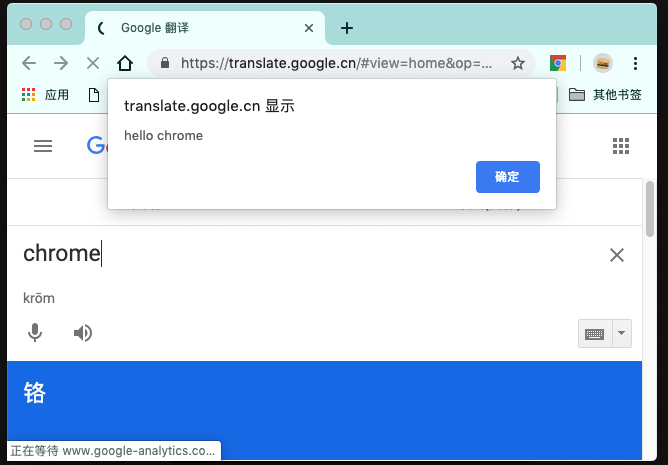 Google 翻译
https://translate.google.cn/#view=home&op=...
应用
其他书签
translate.google.cn 显示
hello chrome
确定
chrome
krōm
铬
正在等待 www.google-analytics.co...